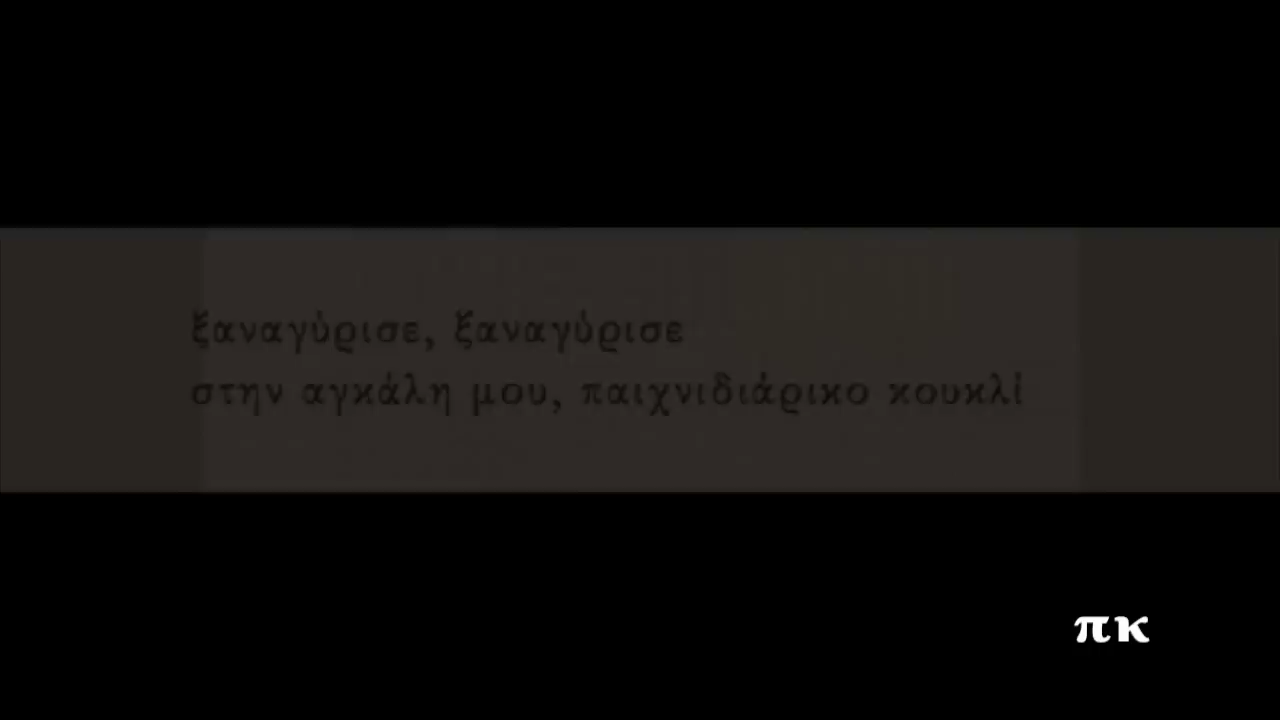 ξαναγύρισε, ξαναγύρισε
στην αγκάλη μου, παιχνιδιάρικο κουκλί
πκ